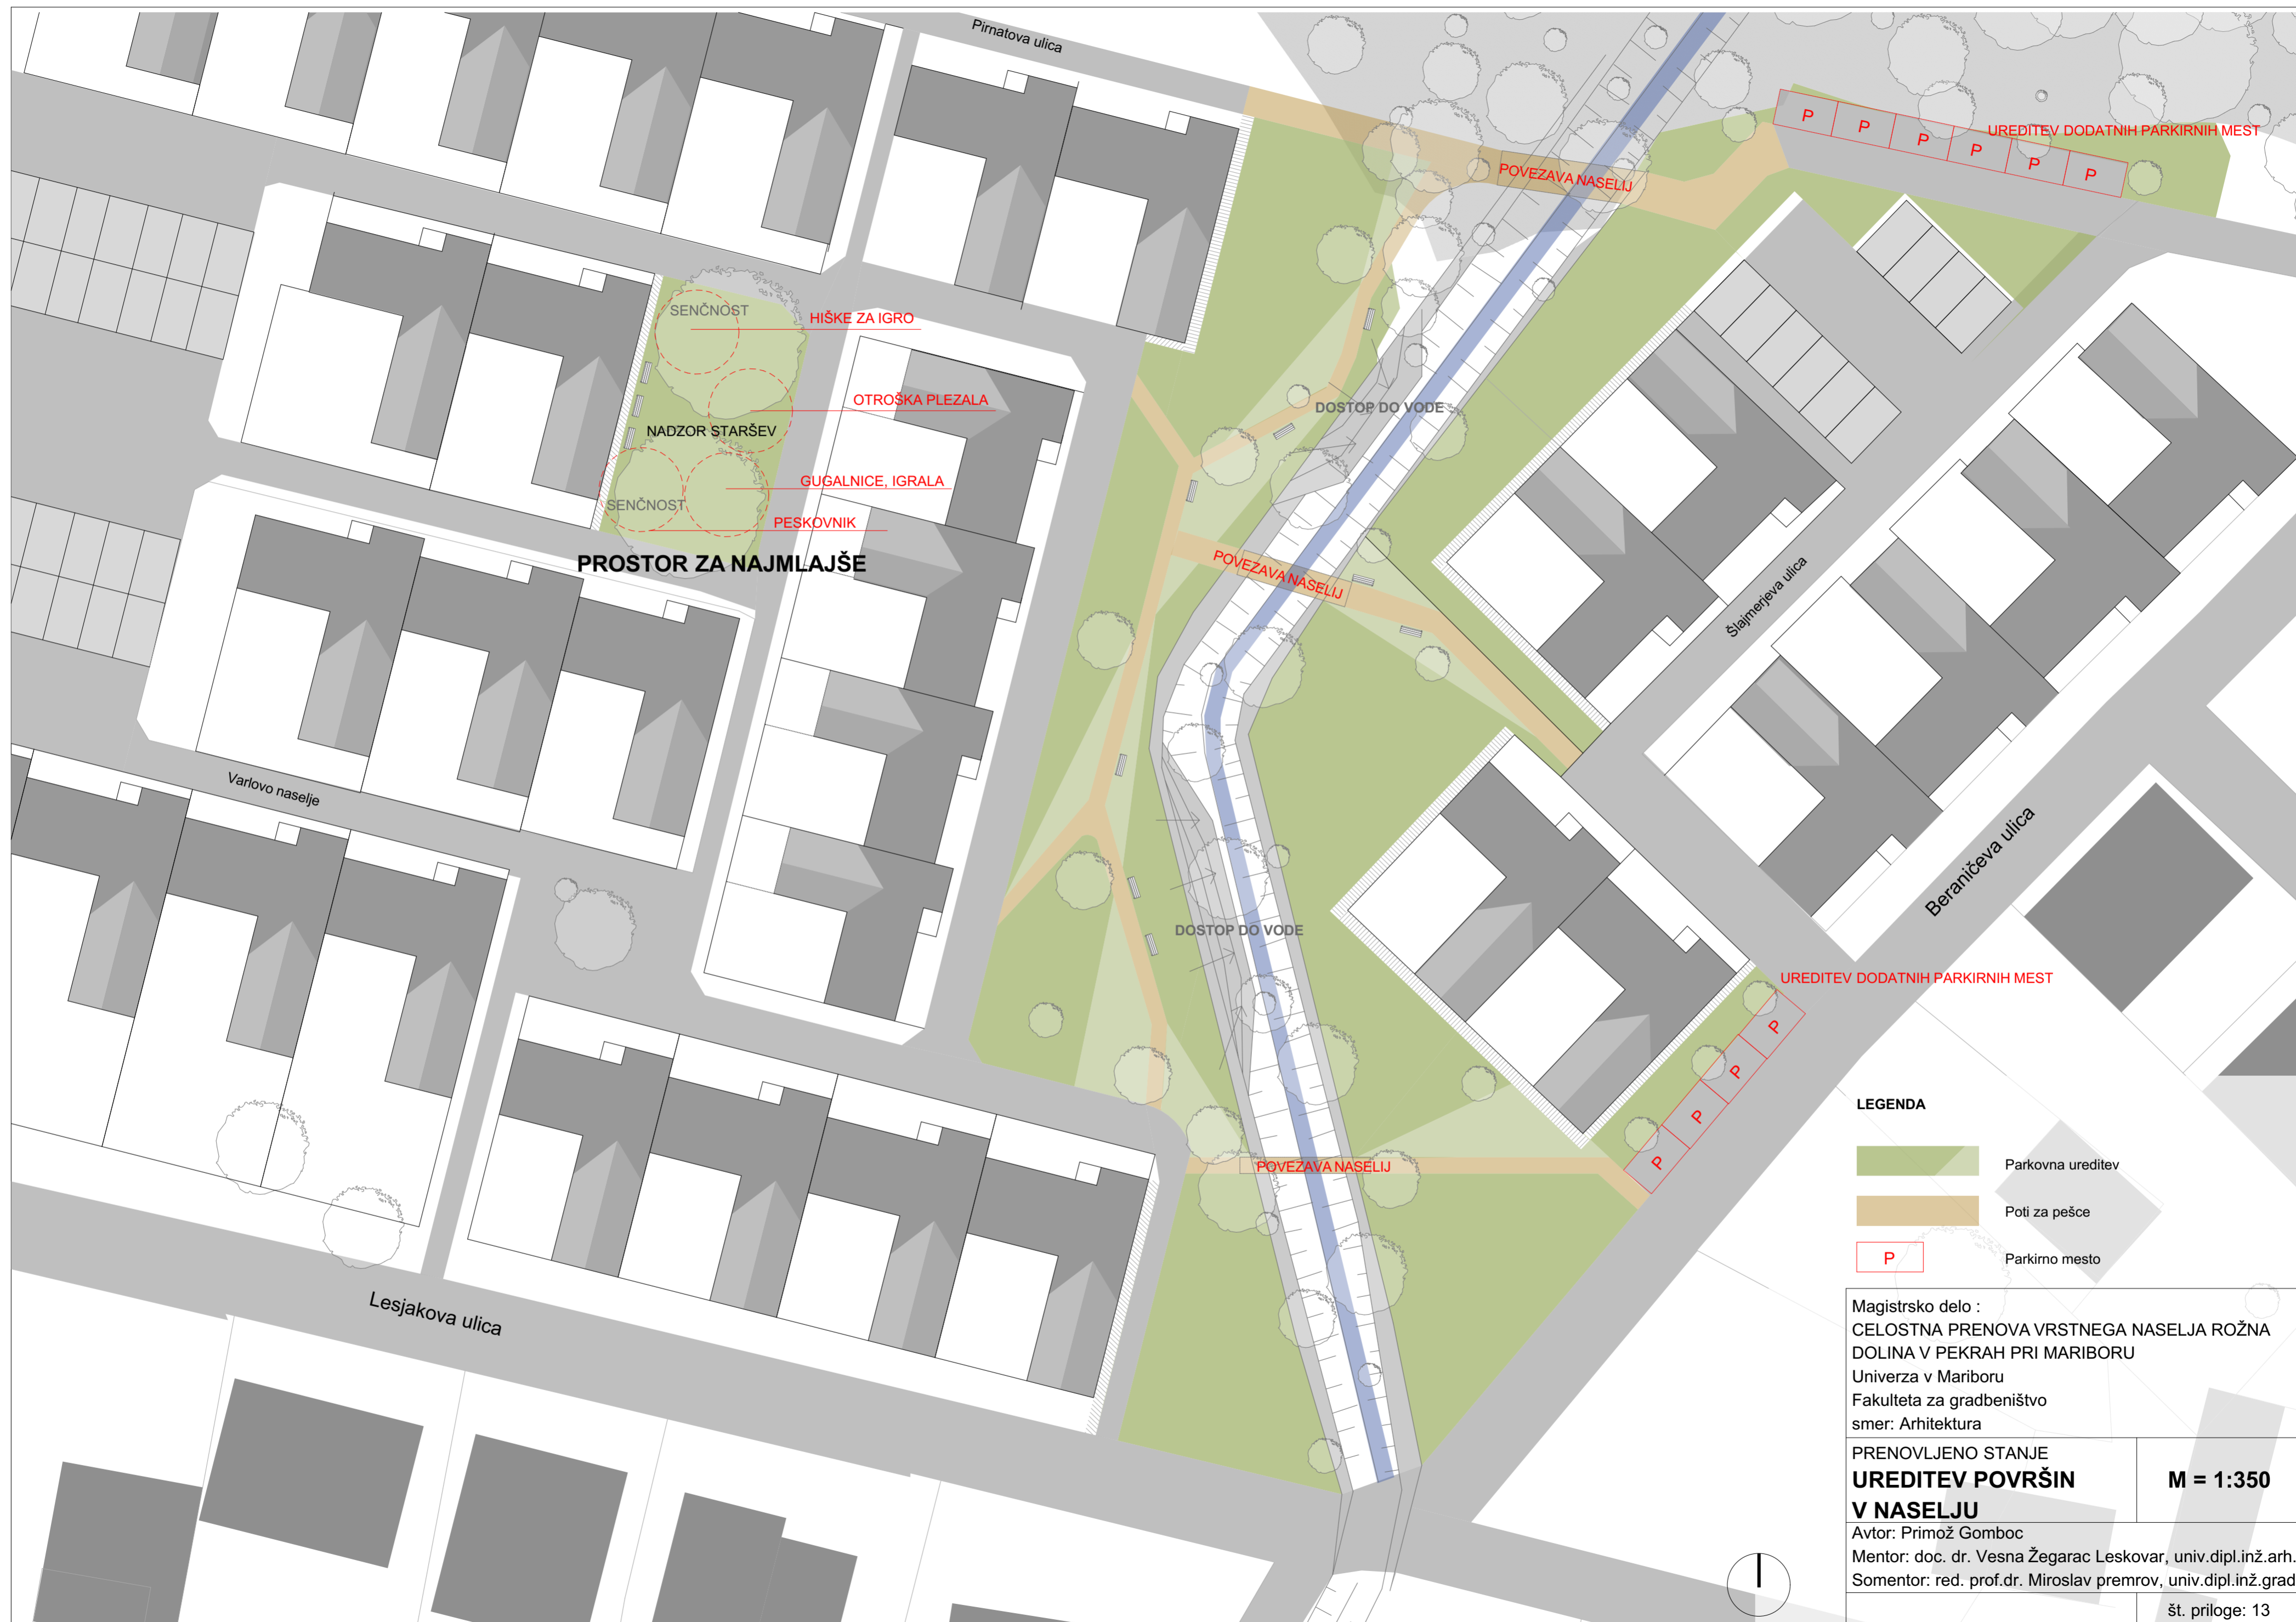 Pirnatova ulica
P P P P P P
UREDITEV DODATNIH PARKIRNIH MEST
POVEZAVA NASELIJ
SENČNOST
HIŠKE ZA IGRO
OTROŠKA PLEZALA
DOSTOP DO VODE
NADZOR STARŠEV
GUGALNICE, IGRALA
SENČNOST
PESKOVNIK
PROSTOR ZA NAJMLAJŠE
POVEZAVA NASELIJ
Šlajmerjeva ulica
Varlovo naselje
Beraničeva ulica
DOSTOP DO VODE
UREDITEV DODATNIH PARKIRNIH MEST
P
P
P
P
POVEZAVA NASELIJ
Lesjakova ulica
LEGENDA
Parkovna ureditev
Poti za pešce
P Parkirno mesto
Magistrsko delo :
CELOSTNA PRENOVA VRSTNEGA NASELJA ROŽNA
DOLINA V PEKRAH PRI MARIBORU
Univerza v Mariboru
Fakulteta za gradbeništvo
smer: Arhitektura
PRENOVLJENO STANJE
UREDITEV POVRŠIN
V NASELJU
M = 1:350
Avtor: Primož Gomboc
Mentor: doc. dr. Vesna Žegarac Leskovar, univ.dipl.inž.arh.
Somentor: red. prof.dr. Miroslav premrov, univ.dipl.inž.grad
št. priloge: 13